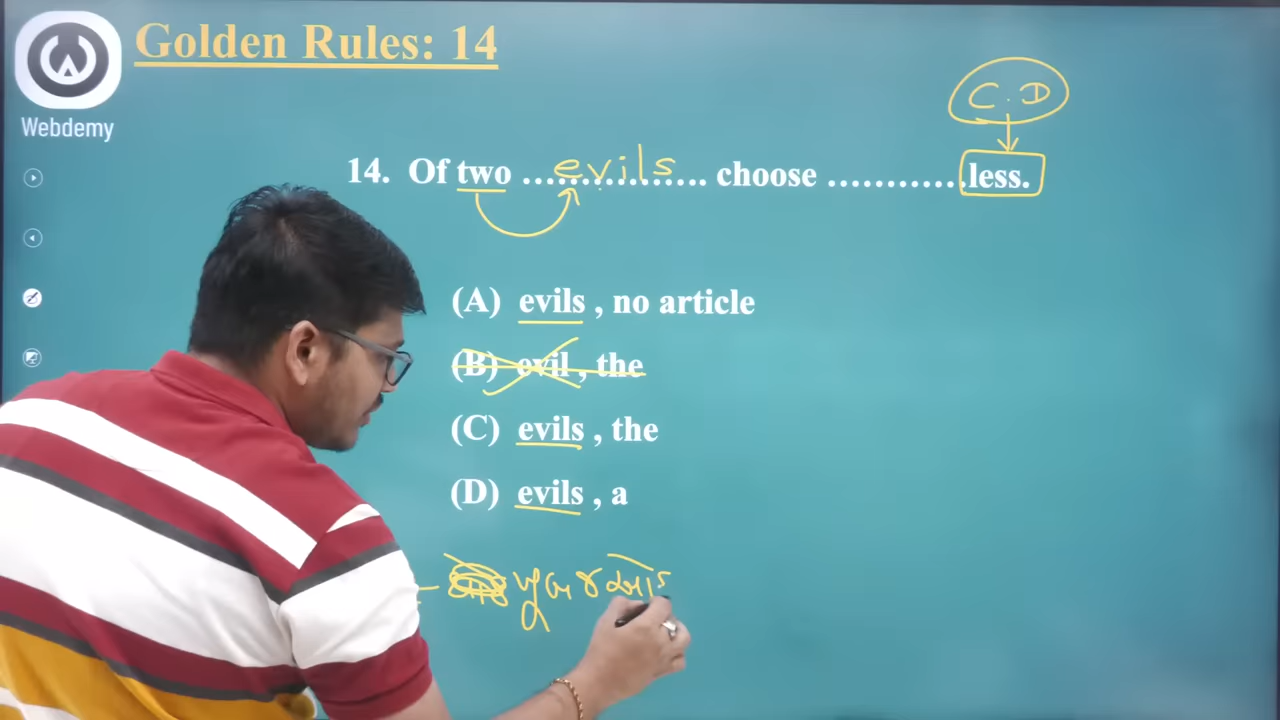 Golden Rules: 14
Webdemy
C.D
14. Of two ...evils... choose ............less.
(A) evils , no article
(B) evil , the
(C) evils , the
(D) evils , a